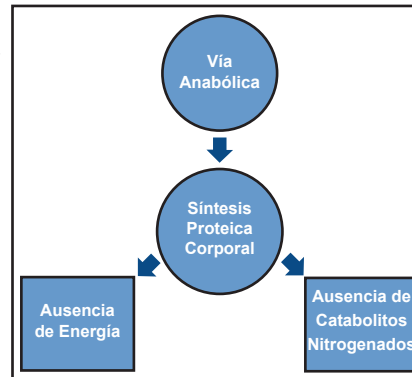 Vía
Anabólica
Síntesis
Proteica
Corporal
Ausencia
de Energía
Ausencia de
Catabolitos
Nitrogenados